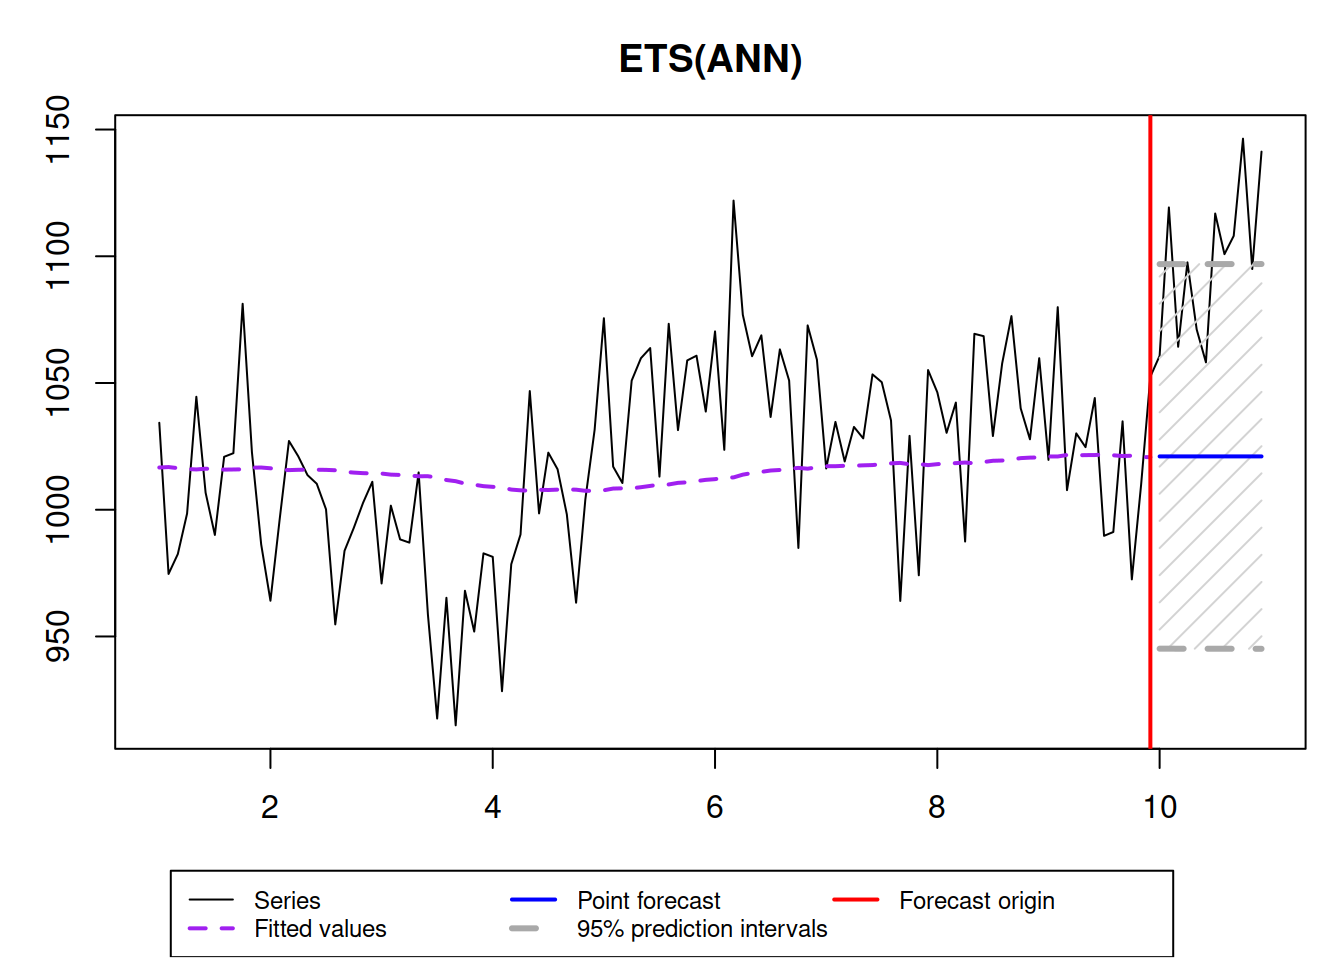 ETS(ANN)
1150
1100
1050
1000
950
2 4 6 8 10
Series Point forecast Forecast origin
Fitted values 95% prediction intervals